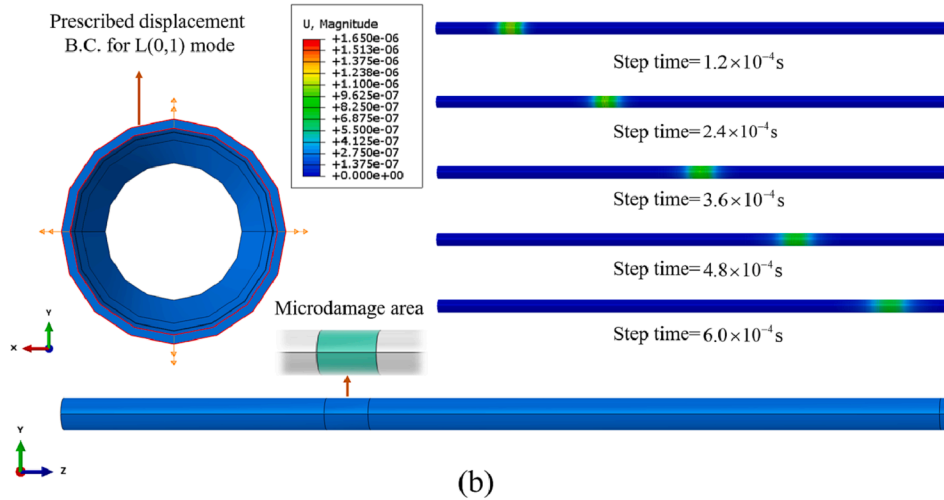 Prescribed displacement
B.C. for L(0,1) mode
U, Magnitude
+1.650e-06
+1.513e-06
+1.375e-06
+1.238e-06
+1.100e-06
+9.625e-07
+8.250e-07
+6.875e-07
+5.500e-07
+4.125e-07
+2.750e-07
+1.375e-07
+0.000e+00
Step time=1.2×10⁻⁴s
Step time=2.4×10⁻⁴s
Step time=3.6×10⁻⁴s
Step time=4.8×10⁻⁴s
Step time=6.0×10⁻⁴s
Y
X
Microdamage area
Y
Z
(b)